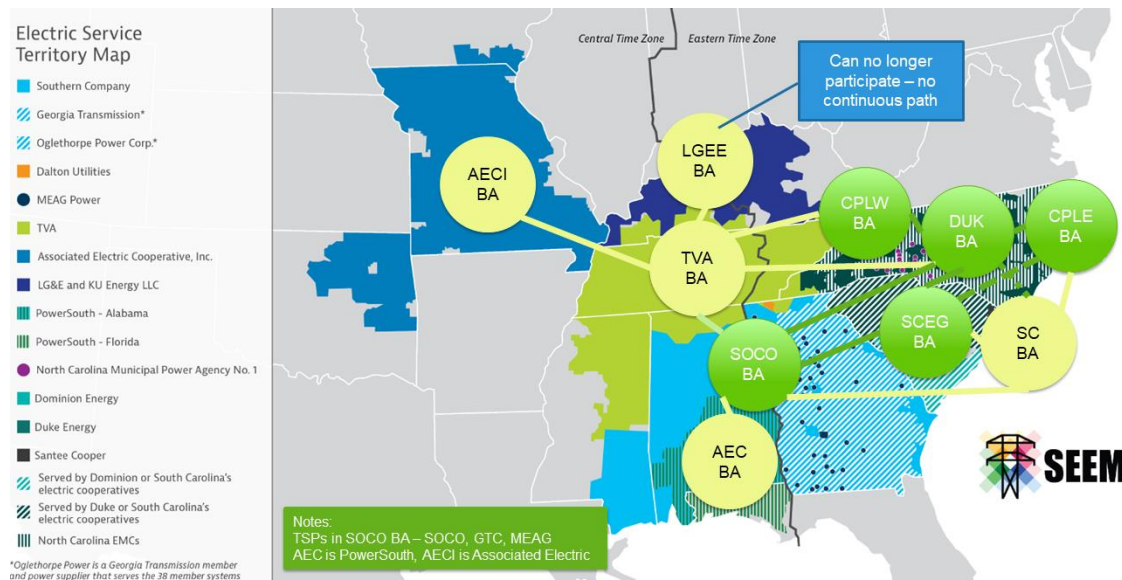 Electric Service
Territory Map
Southern Company
Georgia Transmission*
Oglethorpe Power Corp.*
Dalton Utilities
MEAG Power
TVA
Associated Electric Cooperative, Inc.
LG&E and KU Energy LLC
PowerSouth - Alabama
PowerSouth - Florida
North Carolina Municipal Power Agency No. 1
Dominion Energy
Duke Energy
Santee Cooper
Served by Dominion or South Carolina's
electric cooperatives
Served by Duke or South Carolina's
electric cooperatives
North Carolina EMCs
*Oglethorpe Power is a Georgia Transmission member
and power supplier that serves the 38 member systems
Central Time Zone
Eastern Time Zone
Can no longer
participate – no
continuous path
AECI
BA
LGEE
BA
CPLW
BA
DUK
BA
CPLE
BA
TVA
BA
SCEG
BA
SC
BA
SOCO
BA
AEC
BA
SEEM
Notes:
TSPs in SOCO BA – SOCO, GTC, MEAG
AEC is PowerSouth, AECI is Associated Electric